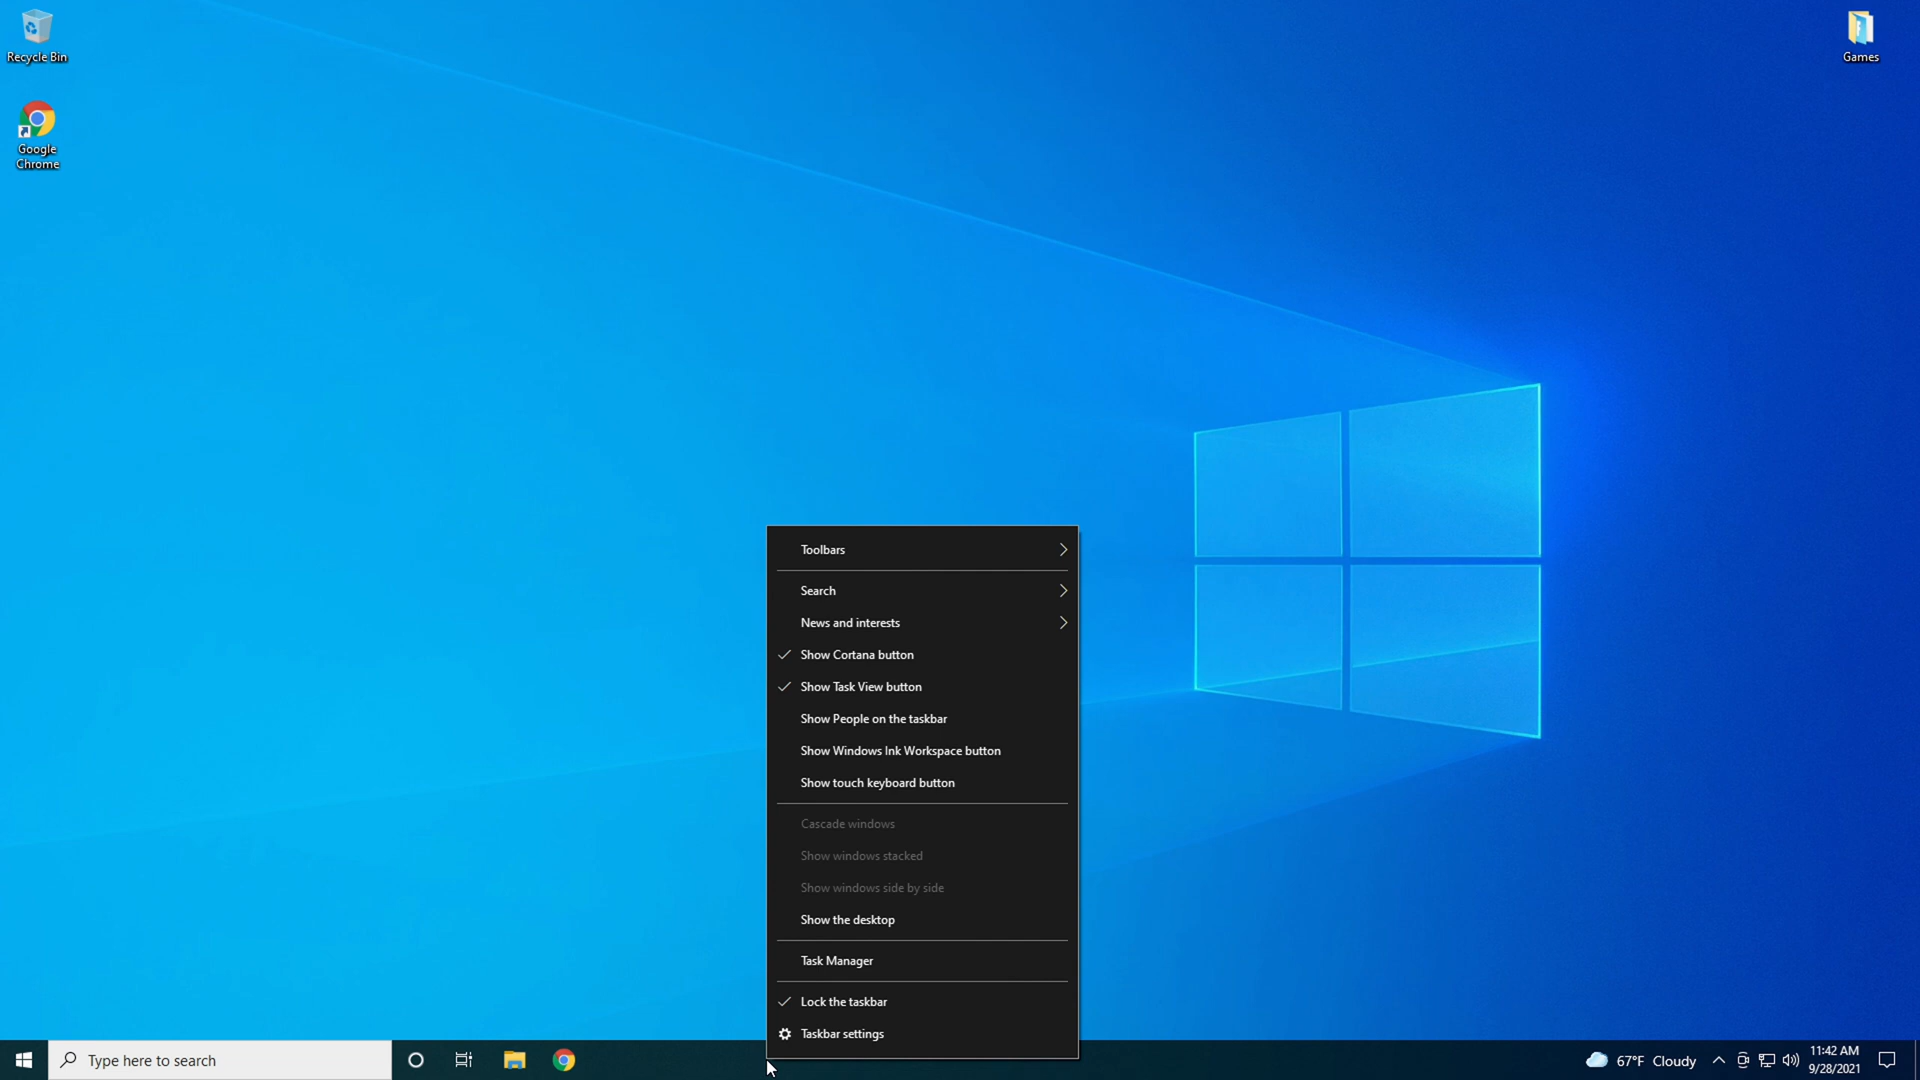 Recycle Bin
Games
Google
Chrome
Toolbars
Search
News and interests
Show Cortana button
Show Task View button
Show People on the taskbar
Show Windows Ink Workspace button
Show touch keyboard button
Cascade windows
Show windows stacked
Show windows side by side
Show the desktop
Task Manager
Lock the taskbar
Taskbar settings
Type here to search
67°F Cloudy
11:42 AM
9/28/2021